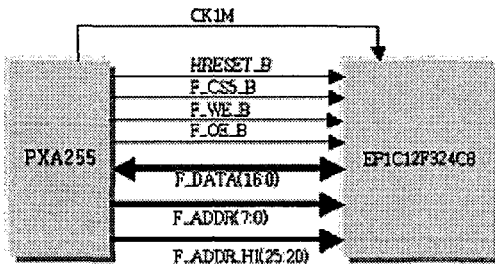 CK1M
HRESET_B
F_CS5_B
F_WE_B
F_OE_B
PXA255
EP1C12F324C8
F_DATA(16:0)
F_ADDR(7:0)
F_ADDR_HI(25:20)